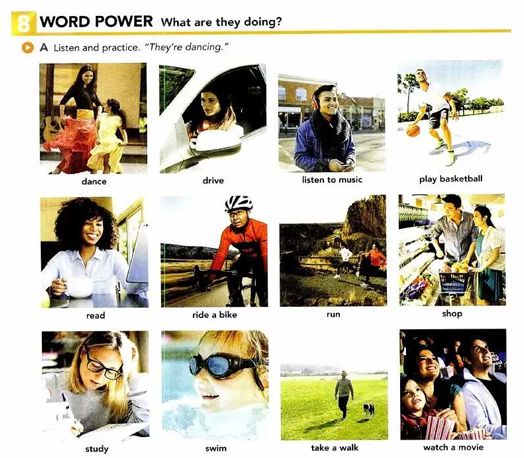 8 WORD POWER What are they doing?
A Listen and practice. "They're dancing."
dance drive listen to music play basketball
read ride a bike run shop
study swim take a walk watch a movie